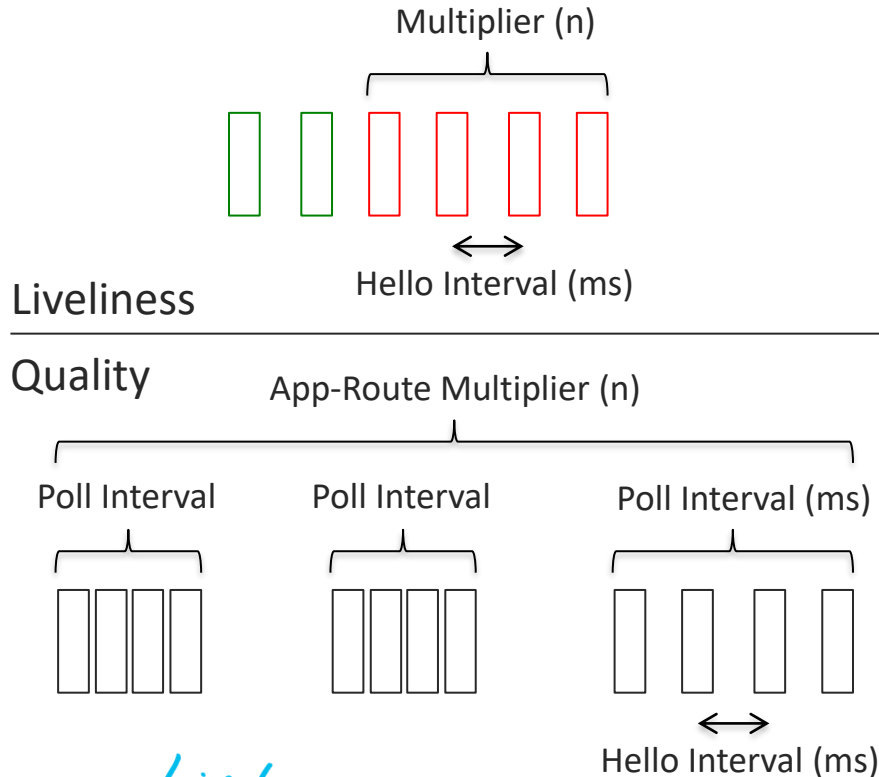 Multiplier (n)
Hello Interval (ms)
Liveliness
Quality
App-Route Multiplier (n)
Poll Interval Poll Interval Poll Interval (ms)
Hello Interval (ms)